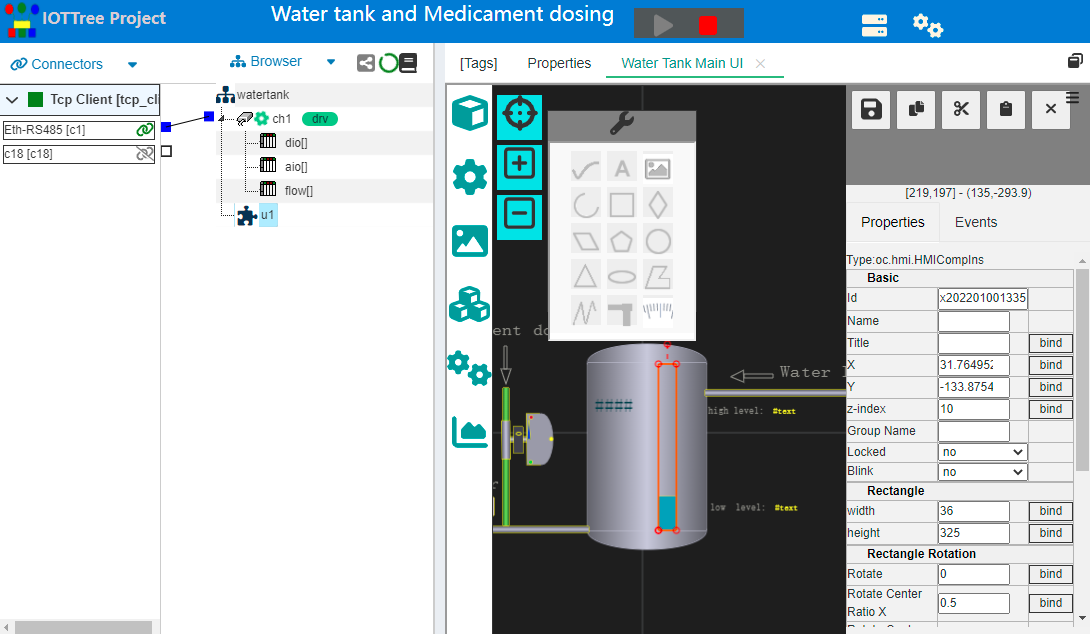 IOTTree Project
Water tank and Medicament dosing
Connectors
Browser
[Tags]
Properties
Water Tank Main UI
Tcp Client [tcp_cli
Eth-RS485 [c1]
c18 [c18]
watertank
ch1
drv
dio[]
aio[]
flow[]
u1
[219,197] - (135,-293.9)
Properties
Events
Type:oc.hmi.HMICompIns
Basic
Id
x202201001335
Name
Title
bind
X
31.764952
bind
Y
-133.8754
bind
z-index
10
bind
Group Name
Locked
no
Blink
no
Rectangle
width
36
bind
height
325
bind
Rectangle Rotation
Rotate
0
bind
Rotate Center
Ratio X
0.5
bind
A
ent do
Water
####
high level:
#text
low level:
#text